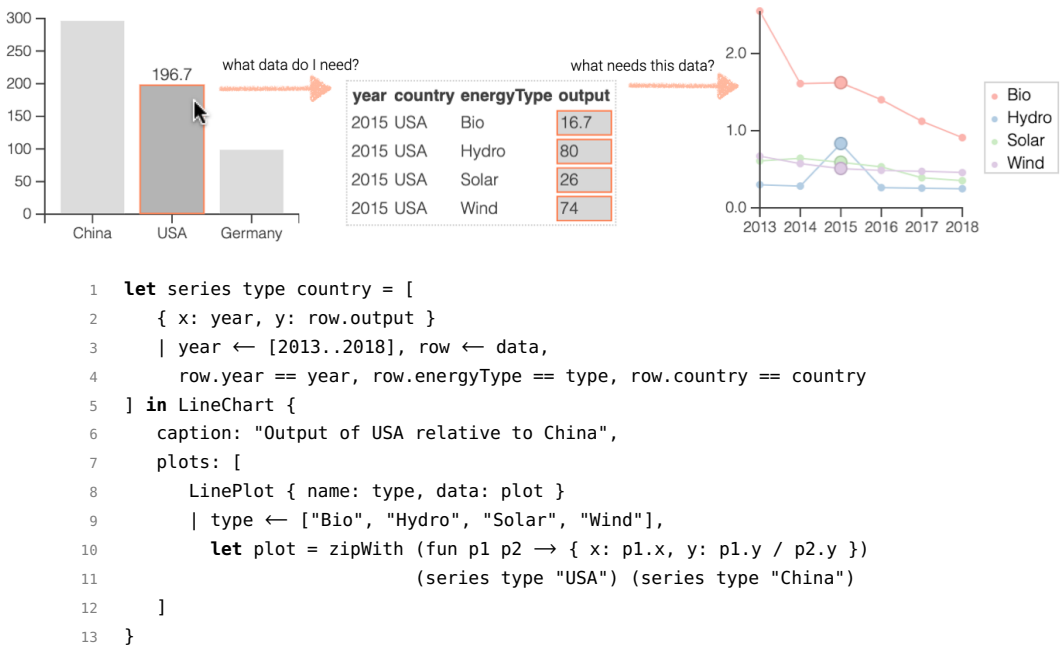 300
250
200
150
100
50
0
196.7
China USA Germany
what data do I need?
year country energyType output
2015 USA Bio 16.7
2015 USA Hydro 80
2015 USA Solar 26
2015 USA Wind 74
what needs this data?
2.0
1.0
0.0
2013 2014 2015 2016 2017 2018
Bio
Hydro
Solar
Wind
1 let series type country = [
2 { x: year, y: row.output }
3 | year ⟵ [2013..2018], row ⟵ data,
4 row.year == year, row.energyType == type, row.country == country
5 ] in LineChart {
6 caption: "Output of USA relative to China",
7 plots: [
8 LinePlot { name: type, data: plot }
9 | type ⟵ ["Bio", "Hydro", "Solar", "Wind"],
10 let plot = zipWith (fun p1 p2 ⟶ { x: p1.x, y: p1.y / p2.y })
11 (series type "USA") (series type "China")
12 ]
13 }